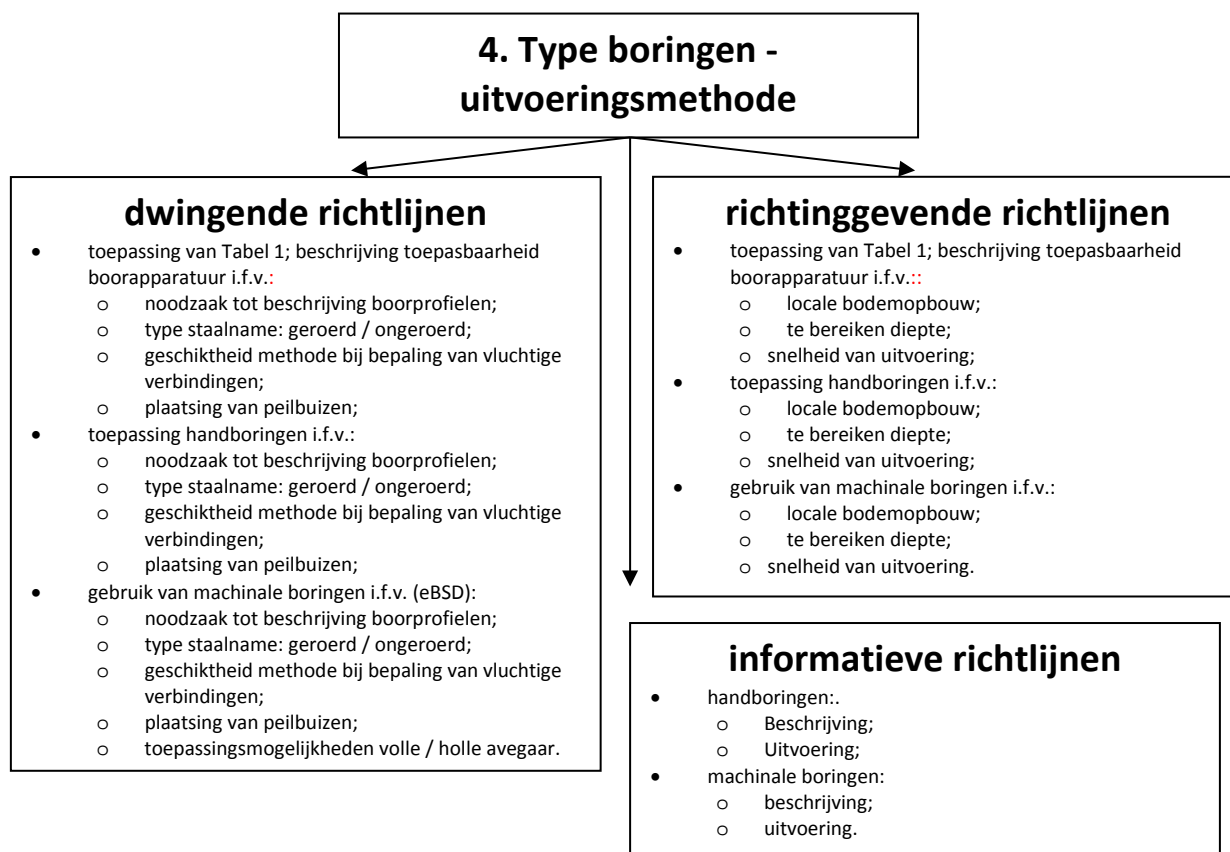 4. Type boringen -
uitvoeringsmethode
dwingende richtlijnen
• toepassing van Tabel 1; beschrijving toepasbaarheid
boorapparatuur i.f.v.:
o noodzaak tot beschrijving boorprofielen;
o type staalname: geroerd / ongeroerd;
o geschiktheid methode bij bepaling van vluchtige
verbindingen;
o plaatsing van peilbuizen;
• toepassing handboringen i.f.v.:
o noodzaak tot beschrijving boorprofielen;
o type staalname: geroerd / ongeroerd;
o geschiktheid methode bij bepaling van vluchtige
verbindingen;
o plaatsing van peilbuizen;
• gebruik van machinale boringen i.f.v. (eBSD):
o noodzaak tot beschrijving boorprofielen;
o type staalname: geroerd / ongeroerd;
o geschiktheid methode bij bepaling van vluchtige
verbindingen;
o plaatsing van peilbuizen;
o toepassingsmogelijkheden volle / holle avegaar.
richtinggevende richtlijnen
• toepassing van Tabel 1; beschrijving toepasbaarheid
boorapparatuur i.f.v.::
o locale bodemopbouw;
o te bereiken diepte;
o snelheid van uitvoering;
• toepassing handboringen i.f.v.:
o locale bodemopbouw;
o te bereiken diepte;
o snelheid van uitvoering;
• gebruik van machinale boringen i.f.v.:
o locale bodemopbouw;
o te bereiken diepte;
o snelheid van uitvoering.
informatieve richtlijnen
• handboringen:.
o Beschrijving;
o Uitvoering;
• machinale boringen:
o beschrijving;
o uitvoering.